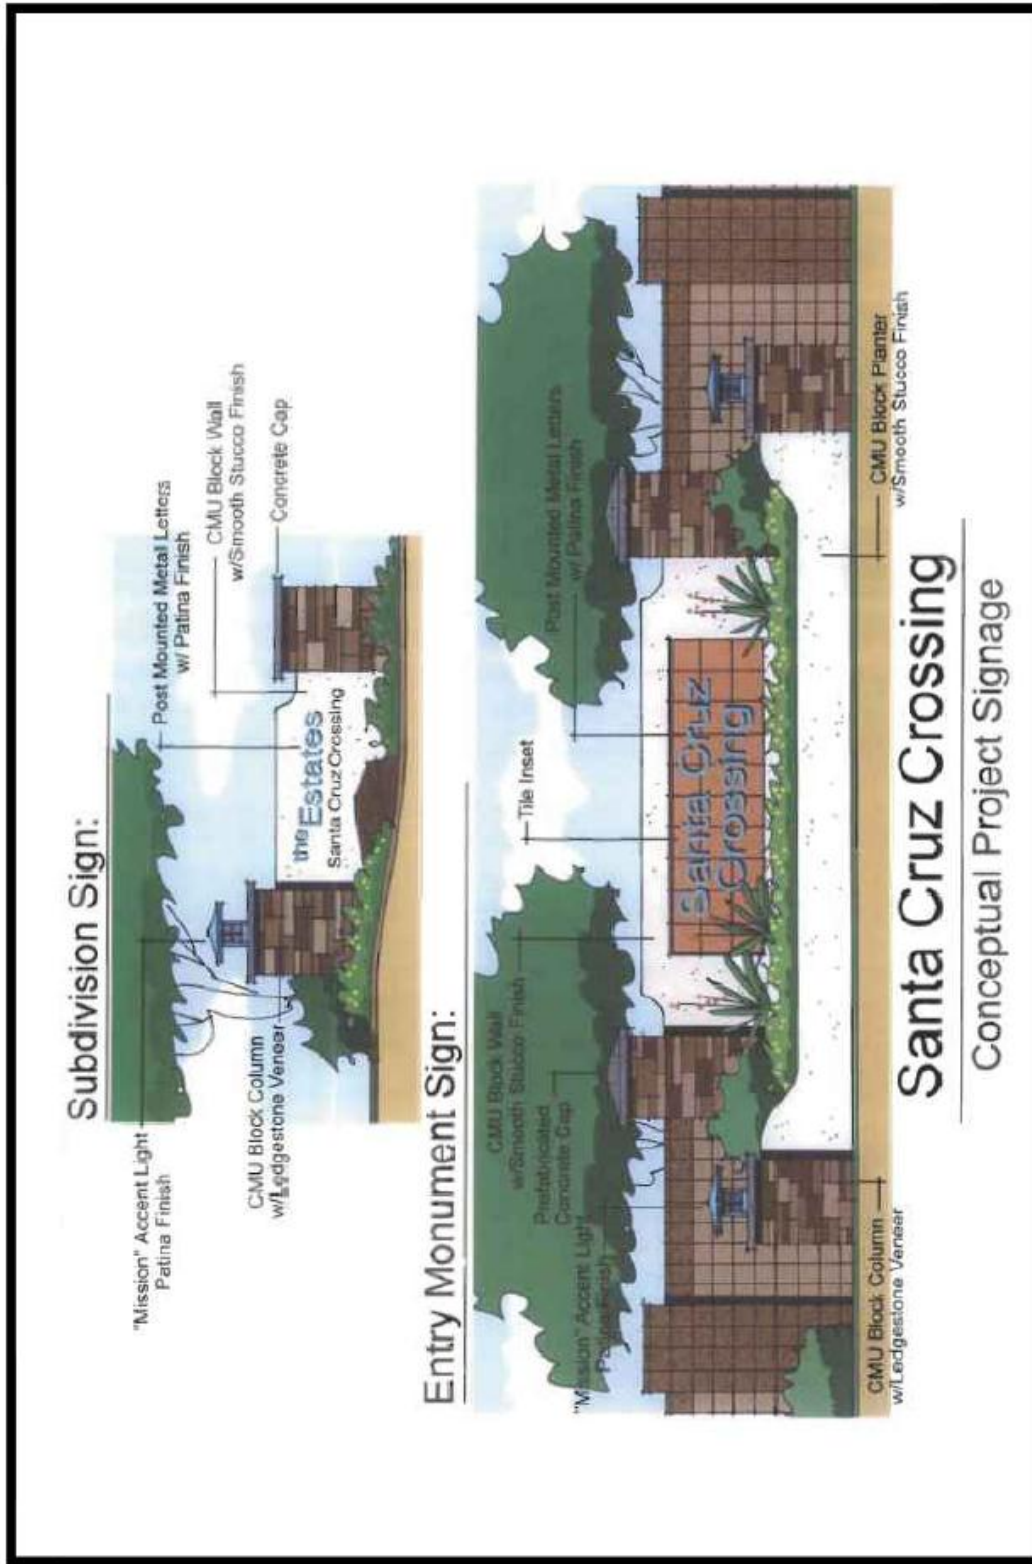 Subdivision Sign:
"Mission" Accent Light
Patina Finish
Post Mounted Metal Letters
w/ Patina Finish
CMU Block Wall
w/Smooth Stucco Finish
CMU Block Column
w/Ledgestone Veneer
Concrete Cap
the Estates
Santa Cruz Crossing
Entry Monument Sign:
"Mission" Accent Light
Patina Finish
Prefabricated
Concrete Cap
CMU Block Wall
w/Smooth Stucco Finish
Tile Inset
Post Mounted Metal Letters
w/ Patina Finish
Santa Cruz
Crossing
CMU Block Column
w/Ledgestone Veneer
CMU Block Planter
w/Smooth Stucco Finish
Santa Cruz Crossing
Conceptual Project Signage